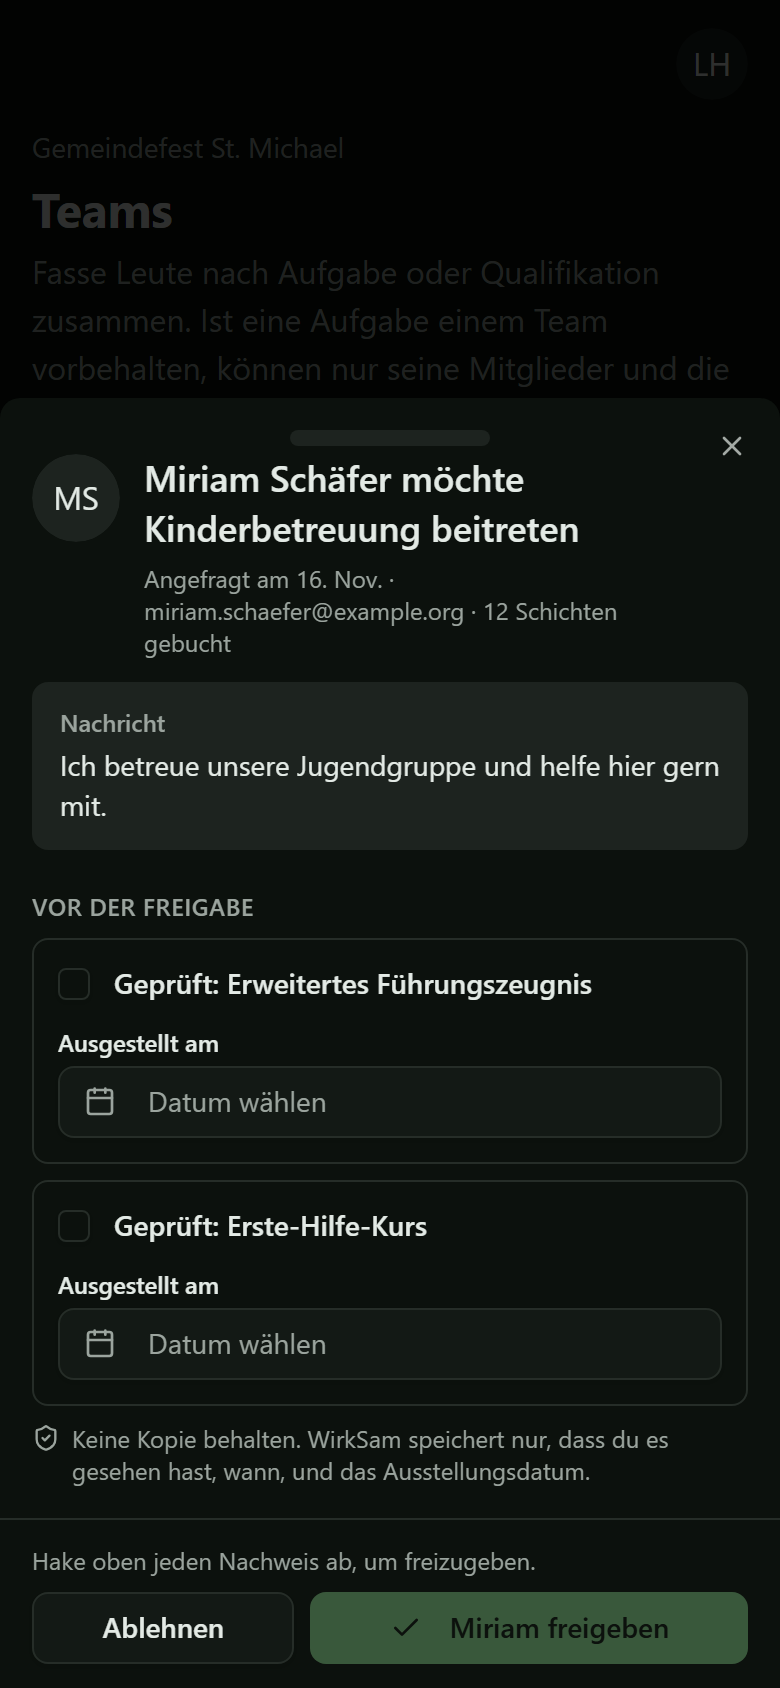 LH
Gemeindefest St. Michael
Teams
Fasse Leute nach Aufgabe oder Qualifikation
zusammen. Ist eine Aufgabe einem Team
vorbehalten, können nur seine Mitglieder und die
MS
Miriam Schäfer möchte
Kinderbetreuung beitreten
Angefragt am 16. Nov. ·
miriam.schaefer@example.org · 12 Schichten
gebucht
Nachricht
Ich betreue unsere Jugendgruppe und helfe hier gern
mit.
VOR DER FREIGABE
Geprüft: Erweitertes Führungszeugnis
Ausgestellt am
Datum wählen
Geprüft: Erste-Hilfe-Kurs
Ausgestellt am
Datum wählen
Keine Kopie behalten. WirkSam speichert nur, dass du es
gesehen hast, wann, und das Ausstellungsdatum.
Hake oben jeden Nachweis ab, um freizugeben.
Ablehnen
Miriam freigeben